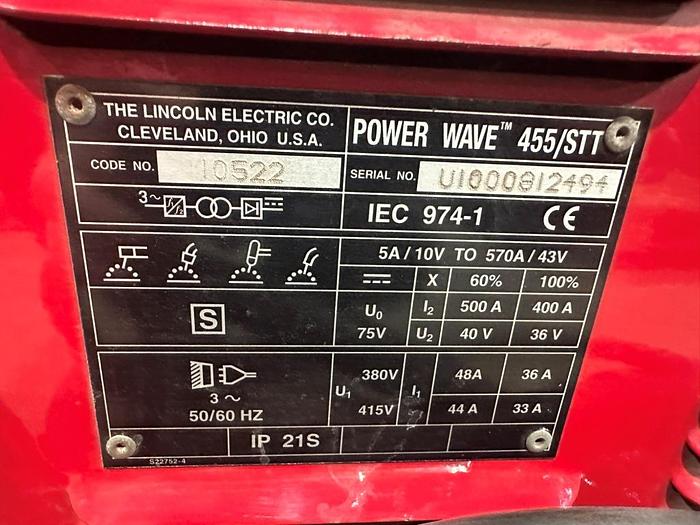 THE LINCOLN ELECTRIC CO.
CLEVELAND, OHIO U.S.A.
POWER WAVE™ 455/STT
CODE NO. 10522
SERIAL NO. U1000812494
3~ f1/f2
IEC 974-1 CE
5A / 10V TO 570A / 43V
X 60% 100%
S
U0 75V
I2 500 A 400 A
U2 40 V 36 V
3~
50/60 HZ
U1 I1
380V 48A 36 A
415V 44 A 33 A
IP 21S
S22752-4